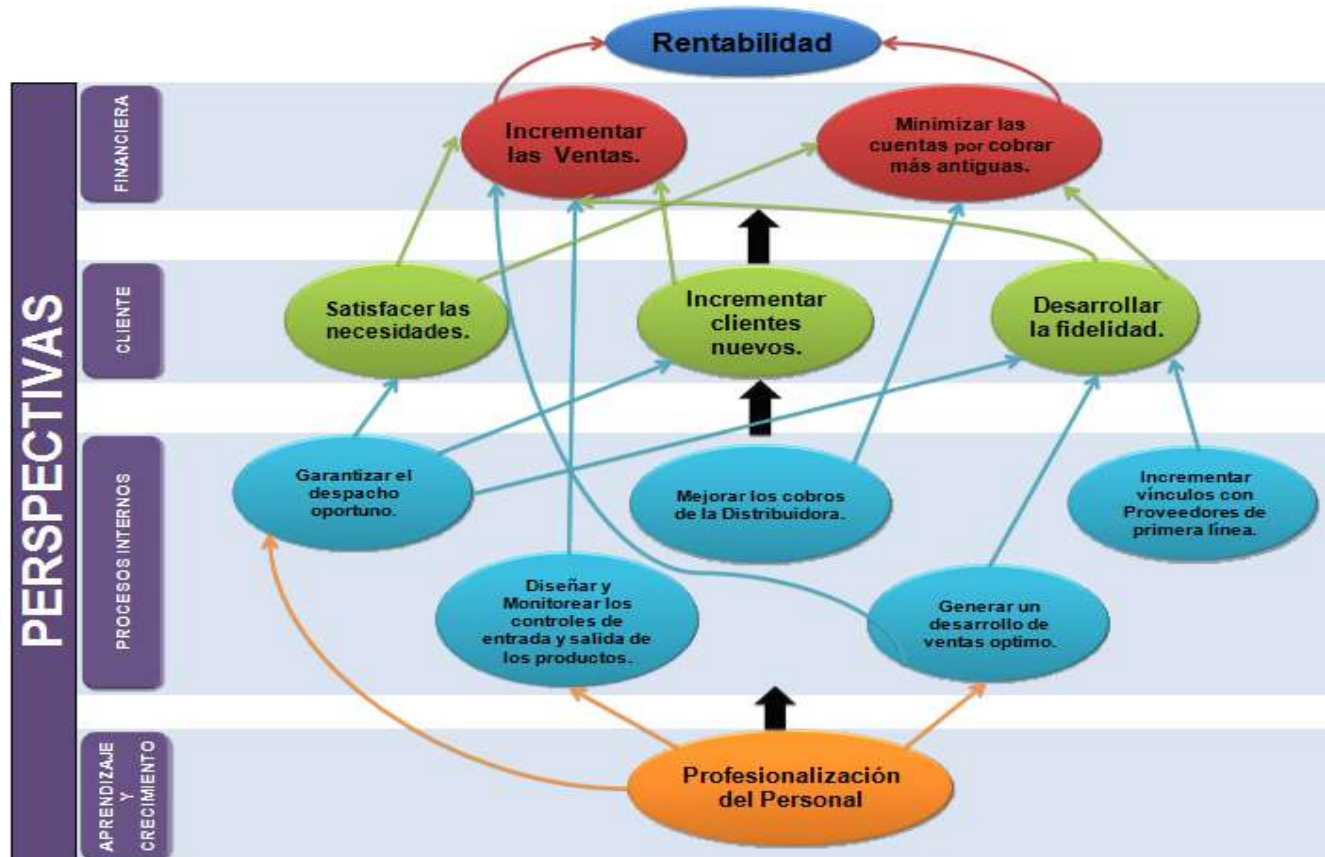 Rentabilidad
PERSPECTIVAS
FINANCIERA
Incrementar
las Ventas.
Minimizar las
cuentas por cobrar
más antiguas.
CLIENTE
Satisfacer las
necesidades.
Incrementar
clientes
nuevos.
Desarrollar
la fidelidad.
PROCESOS INTERNOS
Garantizar el
despacho
oportuno.
Mejorar los cobros
de la Distribuidora.
Incrementar
vínculos con
Proveedores de
primera línea.
Diseñar y
Monitorear los
controles de
entrada y salida de
los productos.
Generar un
desarrollo de
ventas optimo.
APRENDIZAJE
Y
CRECIMIENTO
Profesionalización
del Personal